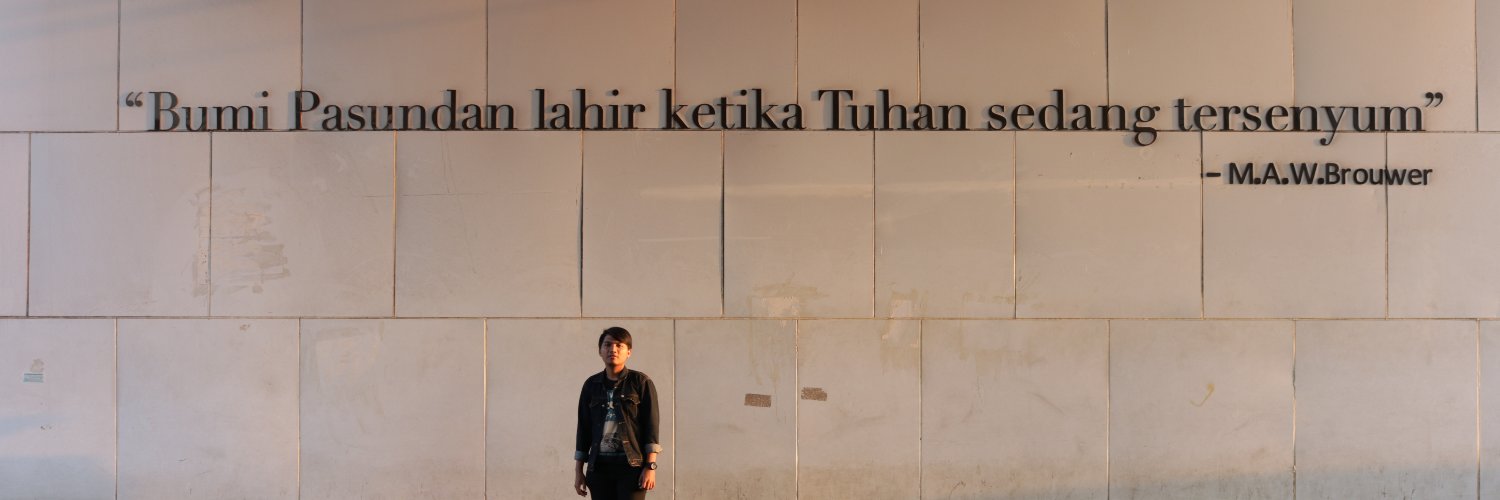 “Bumi Pasundan lahir ketika Tuhan sedang tersenyum”
– M.A.W.Brouwer